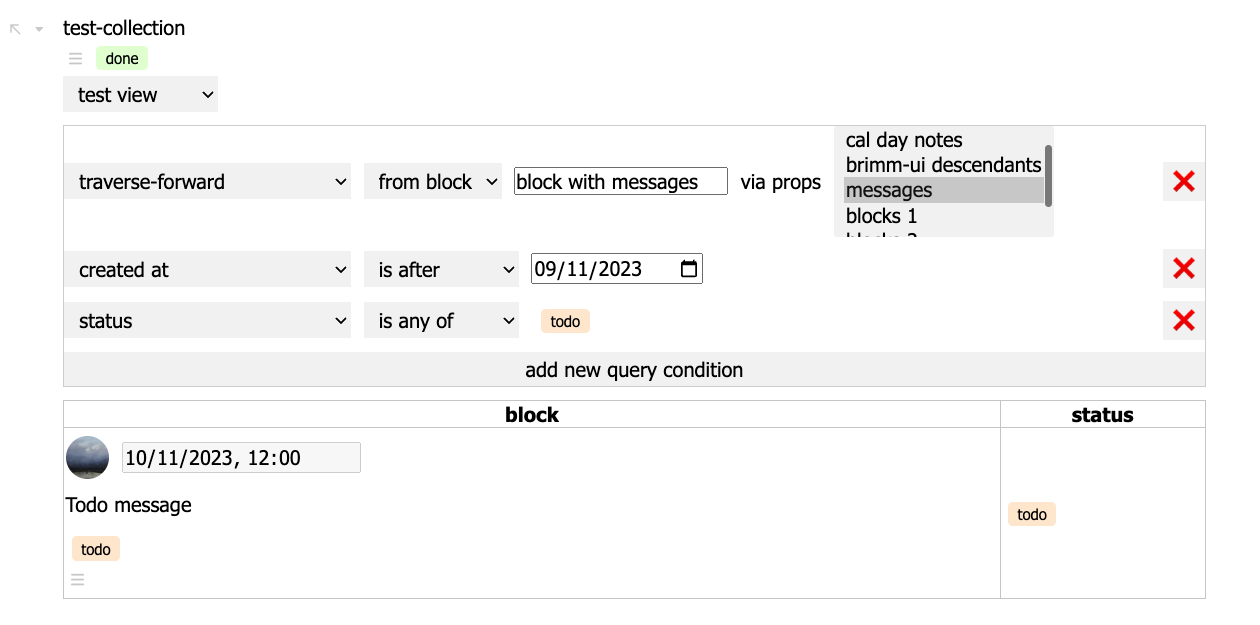 test-collection
done
test view
traverse-forward from block block with messages via props
cal day notes
brimm-ui descendants
messages
blocks 1
created at is after 09/11/2023
status is any of todo
add new query condition
block status
10/11/2023, 12:00
Todo message
todo
todo